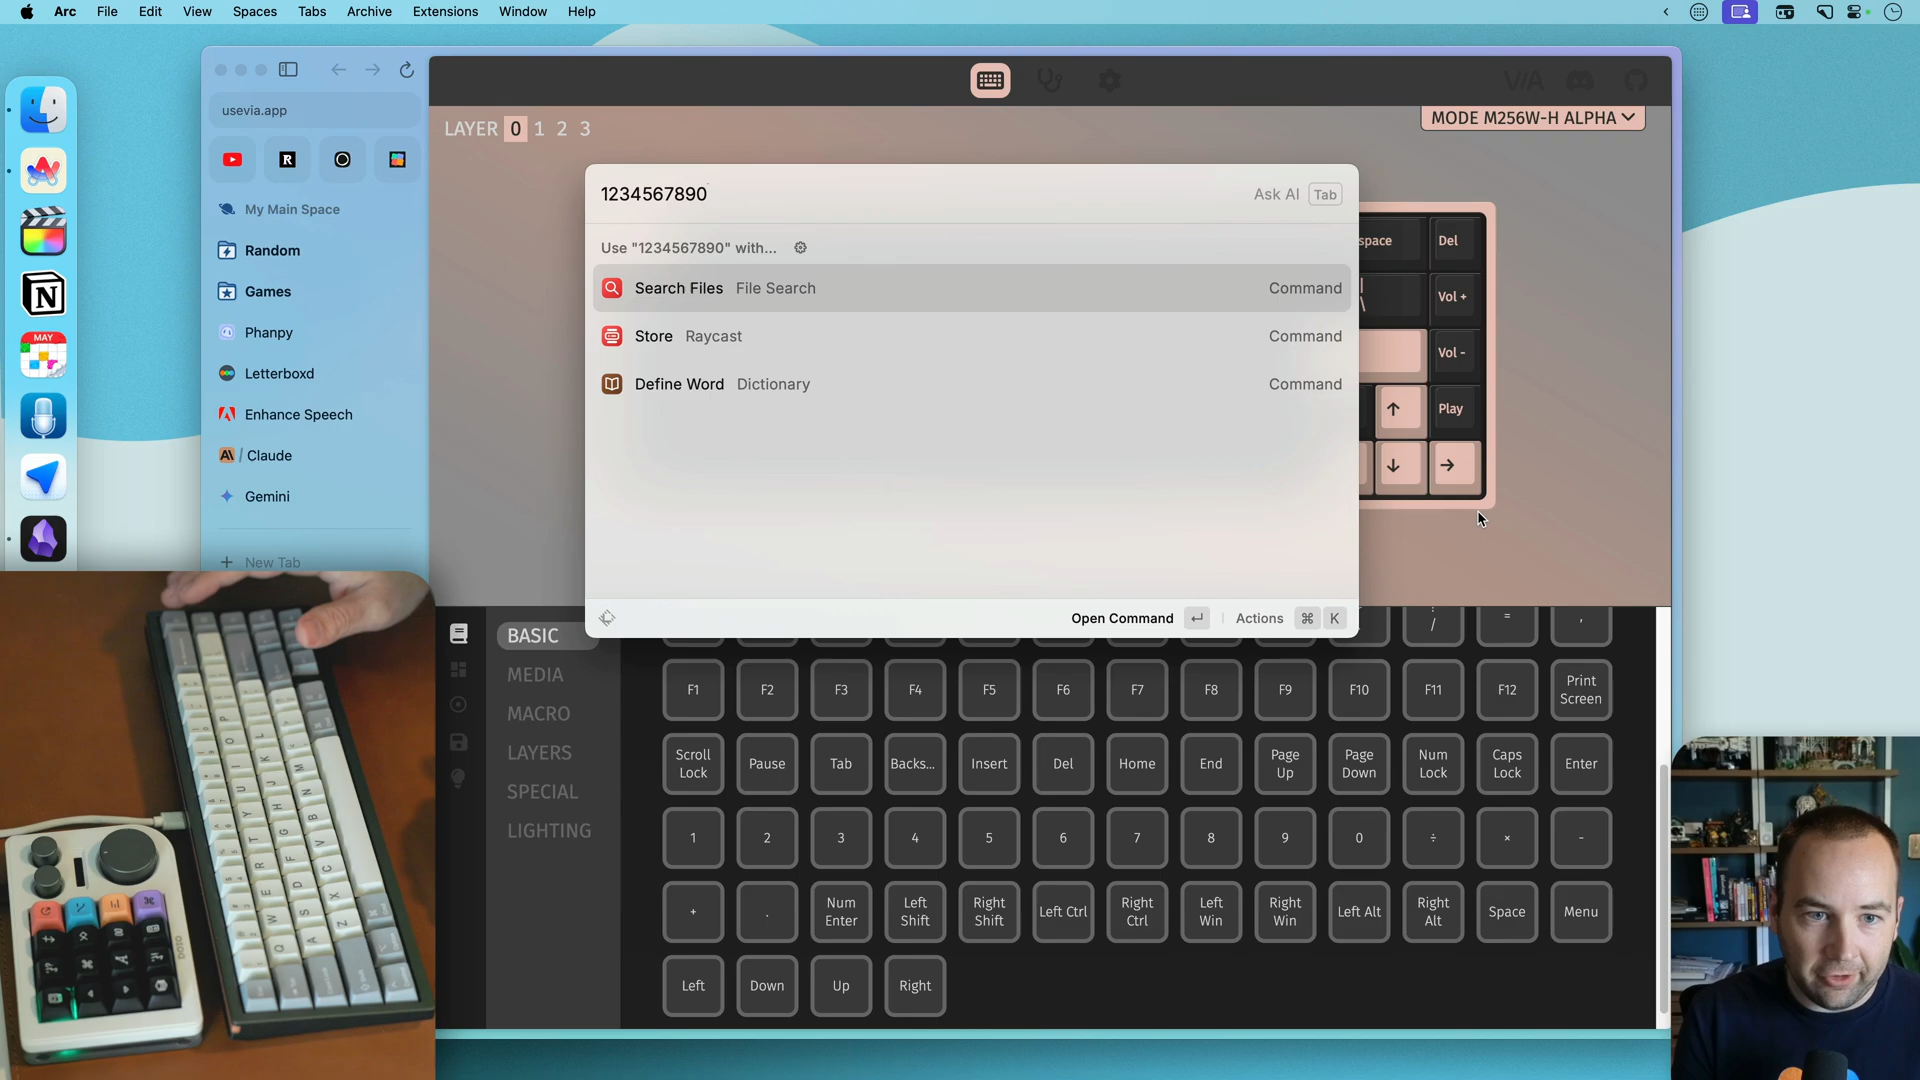 Arc File Edit View Spaces Tabs Archive Extensions Window Help
usevia.app
My Main Space
Random
Games
Phanpy
Letterboxd
Enhance Speech
Claude
Gemini
New Tab
MAY
LAYER 0 1 2 3
VIA
MODE M256W-H ALPHA
1234567890
Ask AI Tab
Use "1234567890" with...
Search Files File Search Command
Store Raycast Command
Define Word Dictionary Command
Open Command ↵ Actions ⌘ K
space Del
| \ Vol +
Vol -
↑ Play
↓ →
BASIC
MEDIA
MACRO
LAYERS
SPECIAL
LIGHTING
: / = ,
F1 F2 F3 F4 F5 F6 F7 F8 F9 F10 F11 F12 Print Screen
Scroll Lock Pause Tab Backs... Insert Del Home End Page Up Page Down Num Lock Caps Lock Enter
1 2 3 4 5 6 7 8 9 0 ÷ × -
+ . Num Enter Left Shift Right Shift Left Ctrl Right Ctrl Left Win Right Win Left Alt Right Alt Space Menu
Left Down Up Right